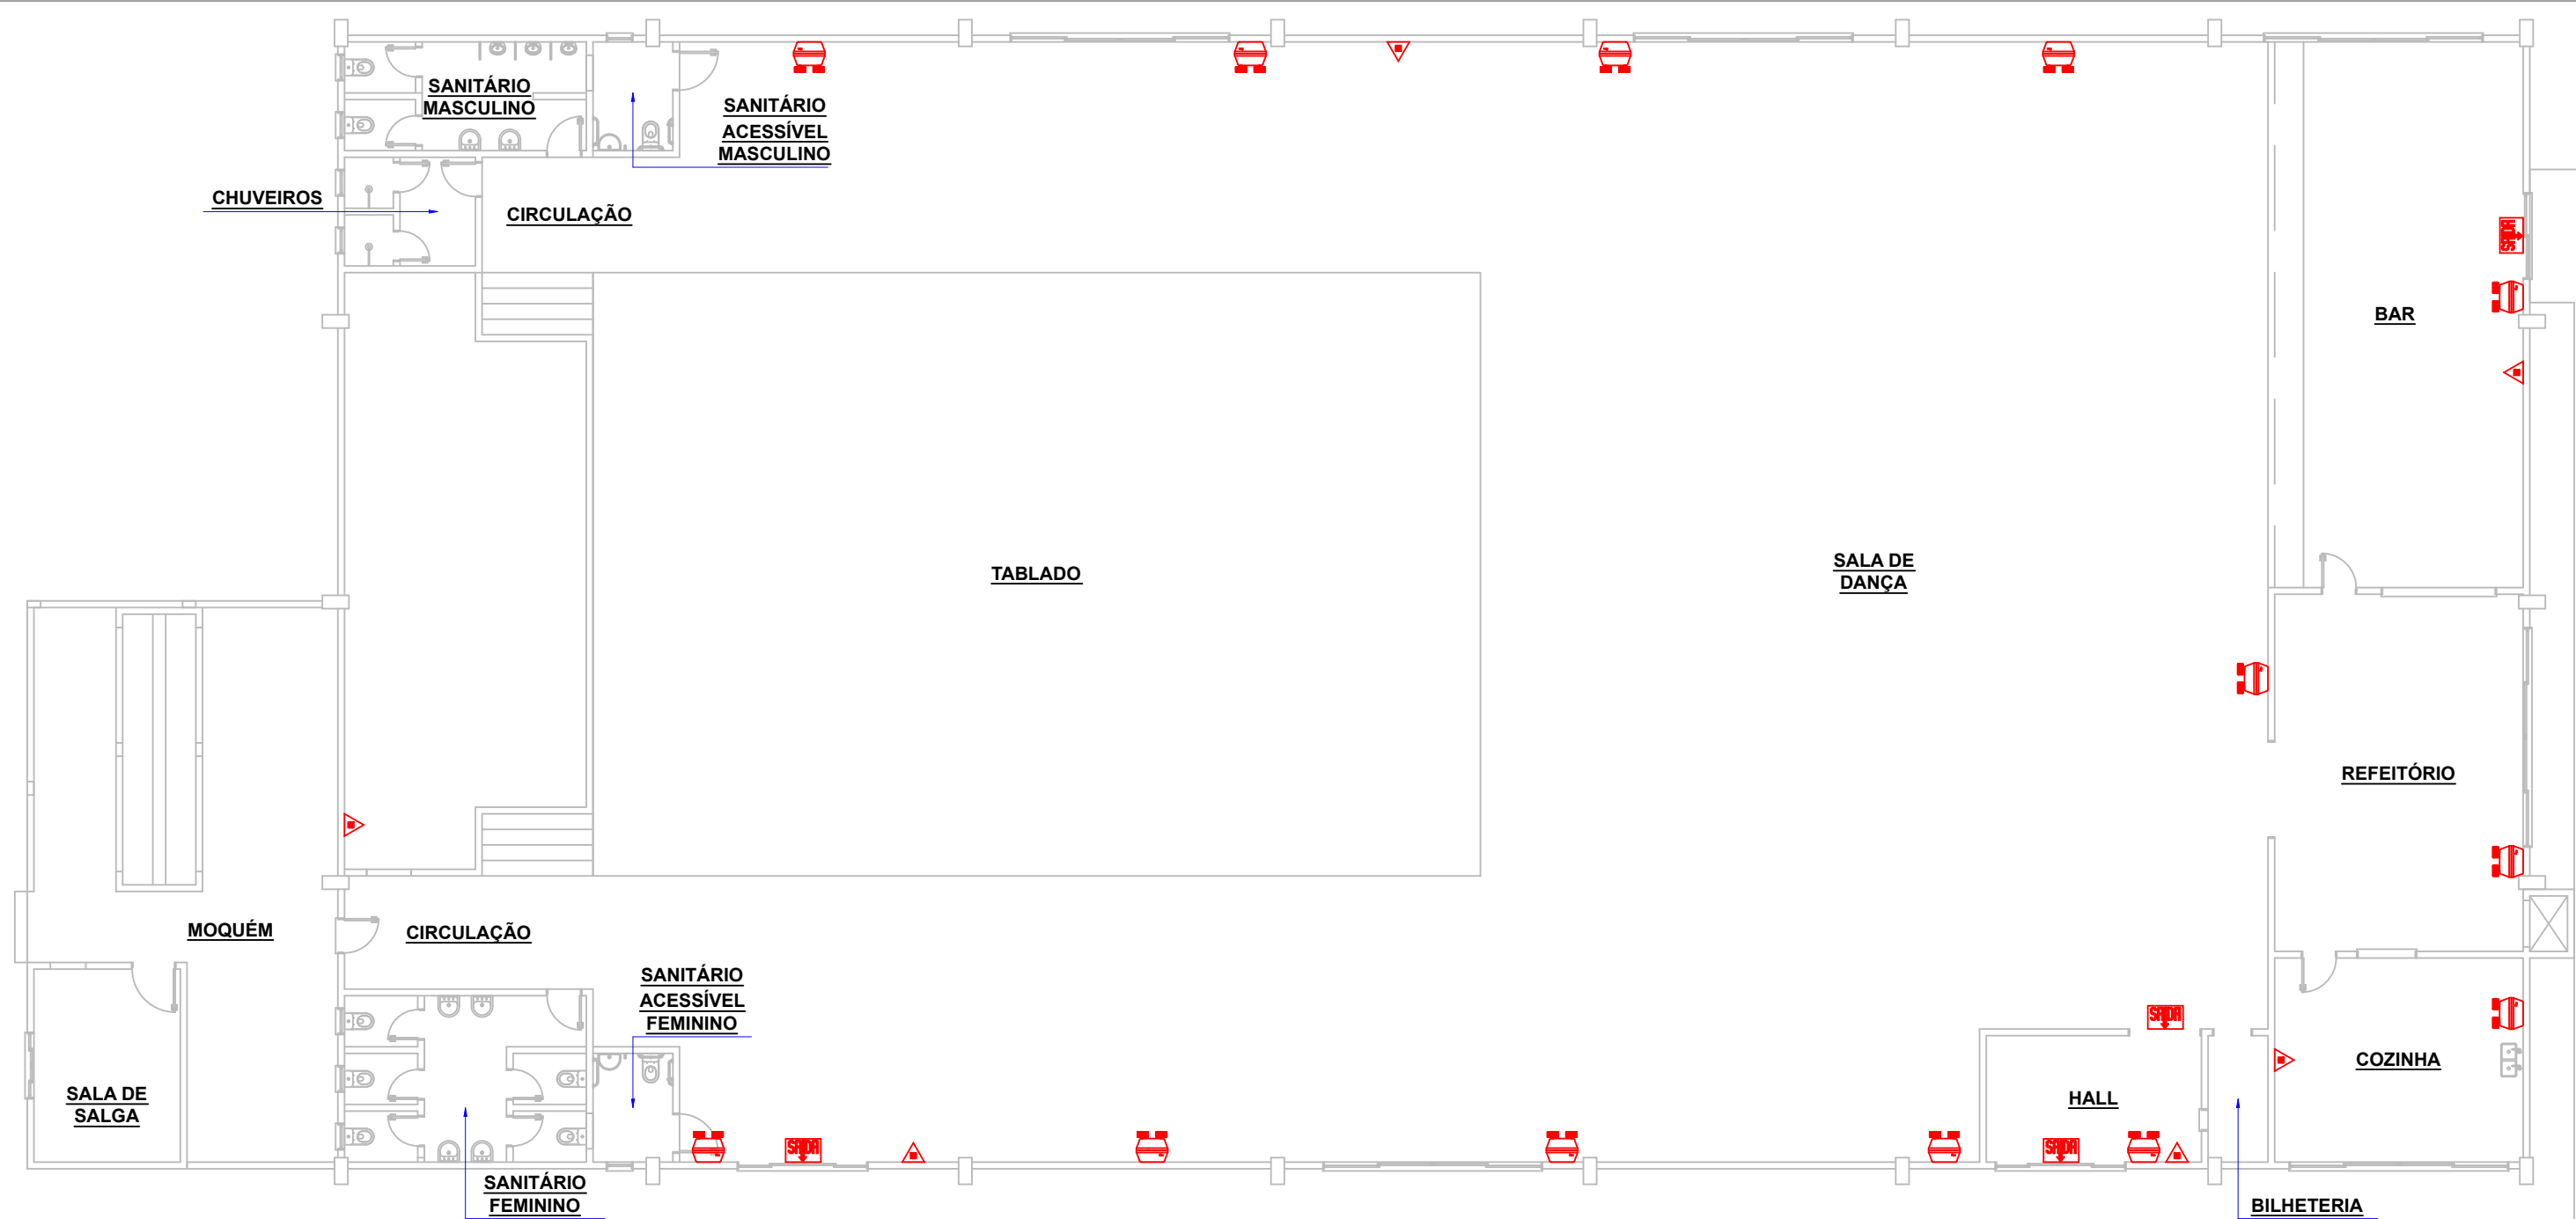 SANITÁRIO
MASCULINO
SANITÁRIO
ACESSÍVEL
MASCULINO
CHUVEIROS
CIRCULAÇÃO
SAÍDA
BAR
TABLADO
SALA DE
DANÇA
REFEITÓRIO
MOQUÉM
CIRCULAÇÃO
SANITÁRIO
ACESSÍVEL
FEMININO
SAÍDA
COZINHA
SALA DE
SALGA
HALL
SAÍDA
SAÍDA
SANITÁRIO
FEMININO
BILHETERIA